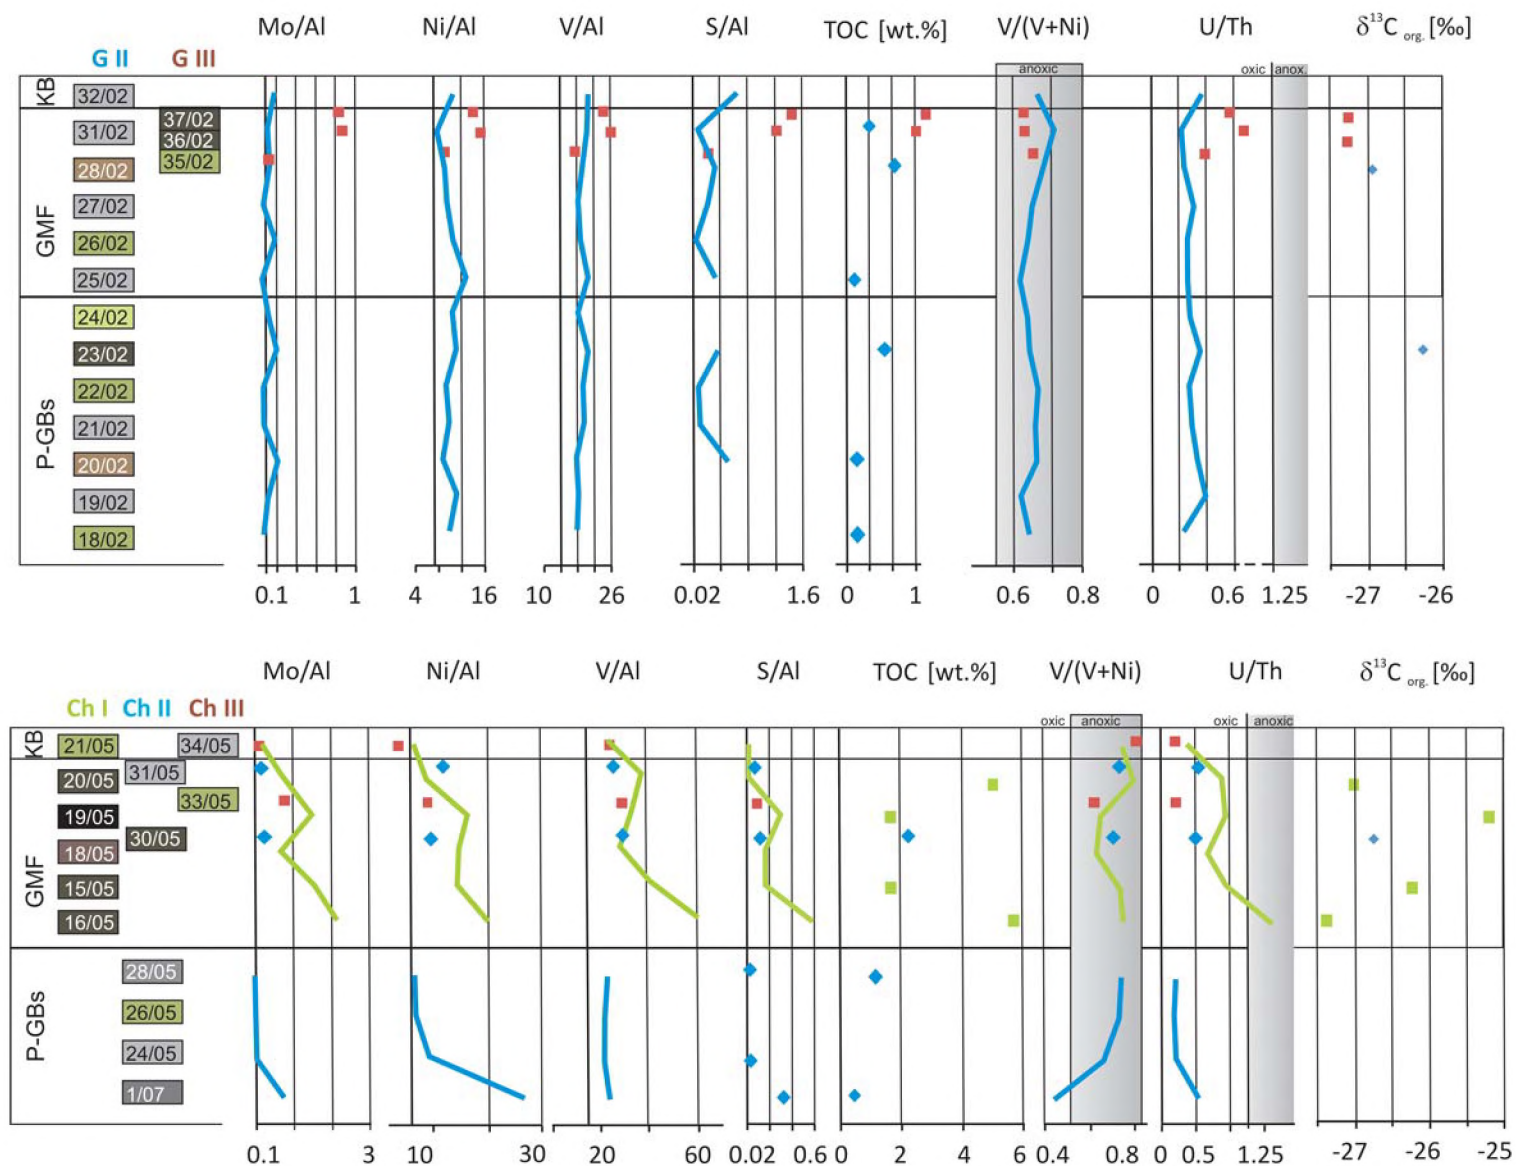 Mo/Al Ni/Al V/Al S/Al TOC [wt.%] V/(V+Ni) U/Th δ¹³C org. [‰]
G II G III
anoxic oxic anox.
KB 32/02
37/02
31/02 36/02
28/02 35/02
27/02
GMF
26/02
25/02
24/02
23/02
22/02
P-GBs
21/02
20/02
19/02
18/02
0.1 1 4 16 10 26 0.02 1.6 0 1 0.6 0.8 0 0.6 1.25 -27 -26
Mo/Al Ni/Al V/Al S/Al TOC [wt.%] V/(V+Ni) U/Th δ¹³C org. [‰]
Ch I Ch II Ch III
oxic anoxic oxic anoxic
KB 21/05 34/05
20/05 31/05
33/05
19/05
30/05
18/05
GMF
15/05
16/05
28/05
26/05
P-GBs
24/05
1/07
0.1 3 10 30 20 60 0.02 0.6 0 2 4 6 0.4 0.8 0 0.5 1.25 -27 -26 -25